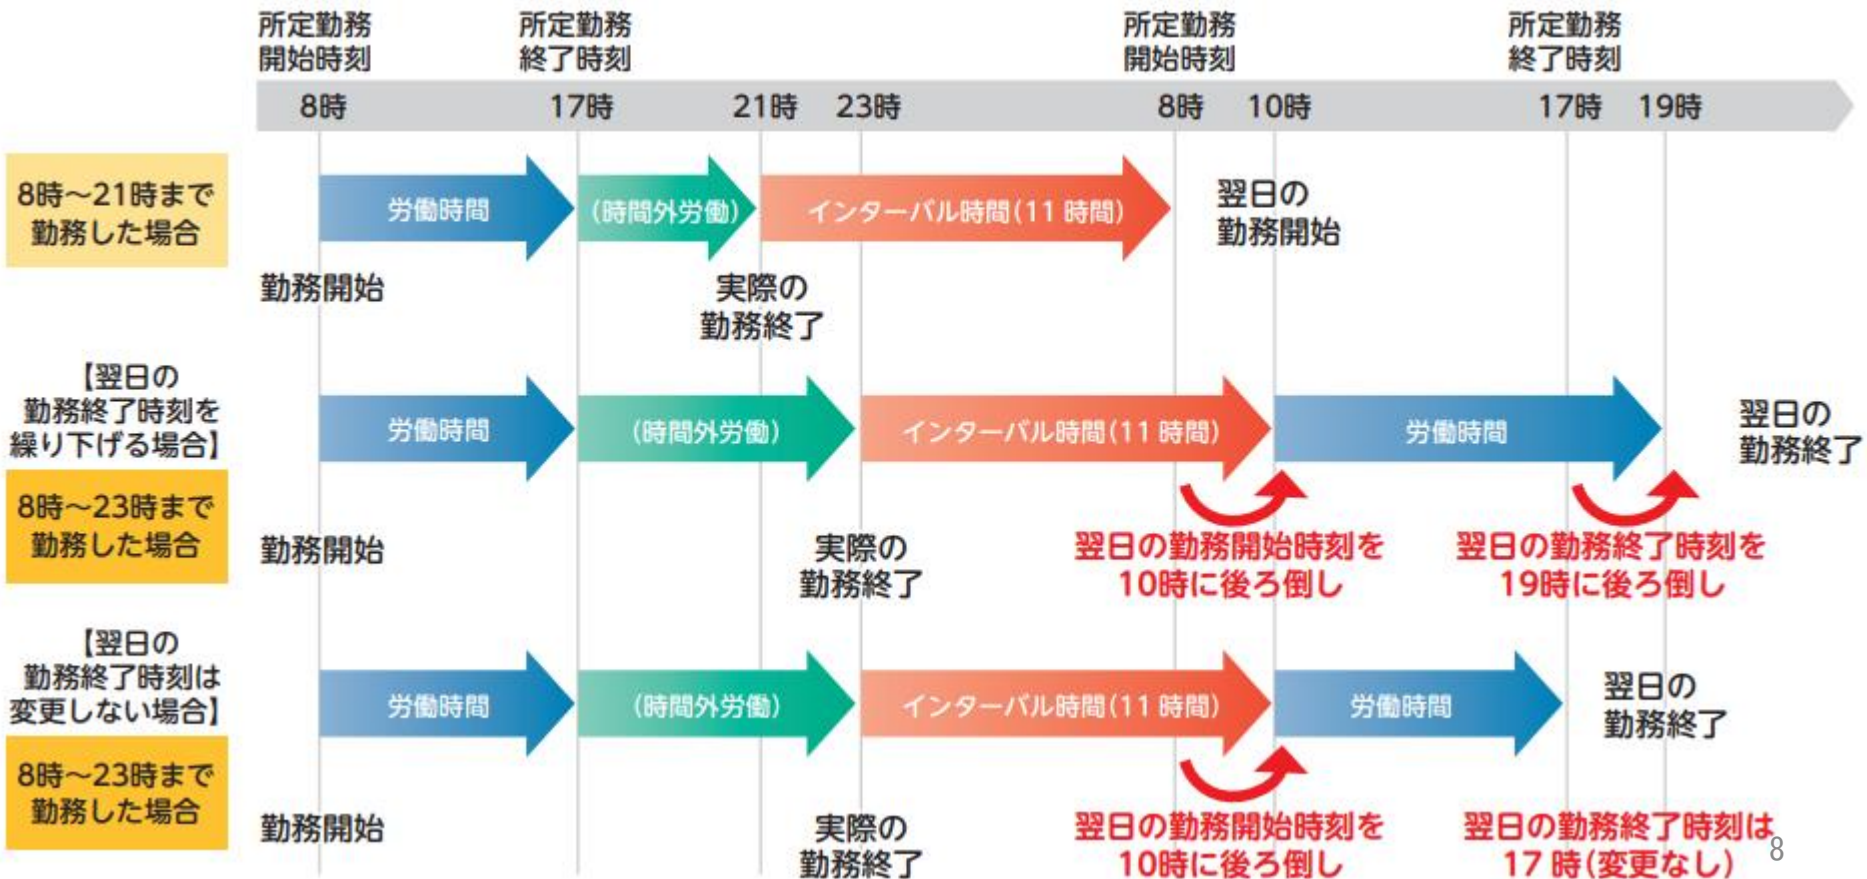 所定勤務
開始時刻
所定勤務
終了時刻
所定勤務
開始時刻
所定勤務
終了時刻
8時
17時
21時
23時
8時
10時
17時
19時
8時～21時まで
勤務した場合
労働時間
(時間外労働)
インターバル時間(11 時間)
翌日の
勤務開始
勤務開始
実際の
勤務終了
【翌日の
勤務終了時刻を
繰り下げる場合】
8時～23時まで
勤務した場合
労働時間
(時間外労働)
インターバル時間(11 時間)
労働時間
翌日の
勤務終了
勤務開始
実際の
勤務終了
翌日の勤務開始時刻を
10時に後ろ倒し
翌日の勤務終了時刻を
19時に後ろ倒し
【翌日の
勤務終了時刻は
変更しない場合】
8時～23時まで
勤務した場合
労働時間
(時間外労働)
インターバル時間(11 時間)
労働時間
翌日の
勤務終了
勤務開始
実際の
勤務終了
翌日の勤務開始時刻を
10時に後ろ倒し
翌日の勤務終了時刻は
17 時(変更なし)
8